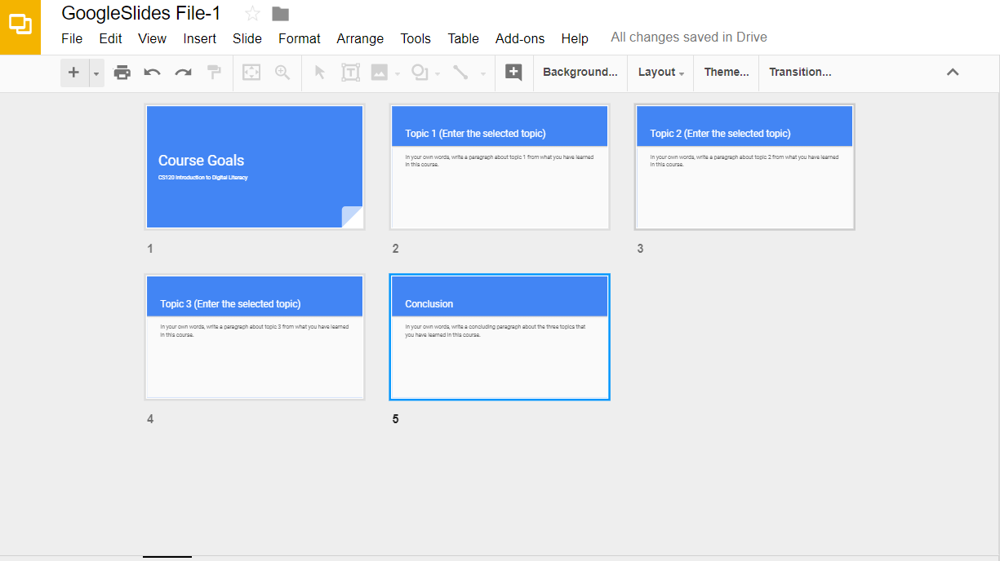 GoogleSlides File-1
File Edit View Insert Slide Format Arrange Tools Table Add-ons Help All changes saved in Drive
Background... Layout Theme... Transition...
Course Goals
CS120 Introduction to Digital Literacy
1
Topic 1 (Enter the selected topic)
In your own words, write a paragraph about topic 1 from what you have learned
in this course.
2
Topic 2 (Enter the selected topic)
In your own words, write a paragraph about topic 2 from what you have learned
in this course.
3
Topic 3 (Enter the selected topic)
In your own words, write a paragraph about topic 3 from what you have learned
in this course.
4
Conclusion
In your own words, write a concluding paragraph about the three topics that
you have learned in this course.
5